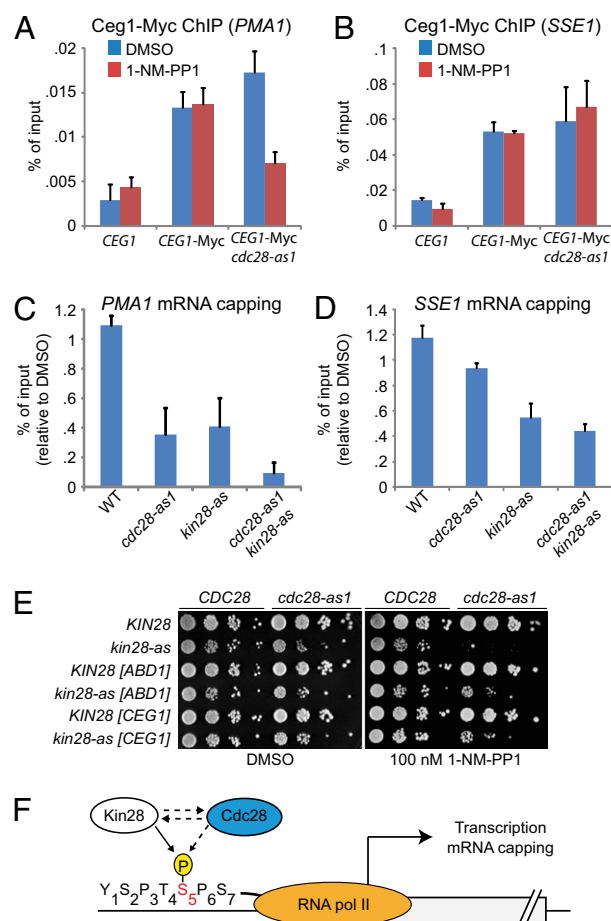 A
Ceg1-Myc ChIP (PMA1)
DMSO
1-NM-PP1
% of input
.02
.015
.01
.005
0
CEG1
CEG1-Myc
CEG1-Myc
cdc28-as1
B
Ceg1-Myc ChIP (SSE1)
DMSO
1-NM-PP1
% of input
.1
.08
.06
.04
.02
0
CEG1
CEG1-Myc
CEG1-Myc
cdc28-as1
C
PMA1 mRNA capping
% of input
(relative to DMSO)
1.2
1
.8
.6
.4
.2
0
WT
cdc28-as1
kin28-as
cdc28-as1
kin28-as
D
SSE1 mRNA capping
% of input
(relative to DMSO)
1.4
1.2
1
.8
.6
.4
.2
0
WT
cdc28-as1
kin28-as
cdc28-as1
kin28-as
E
CDC28 cdc28-as1 CDC28 cdc28-as1
KIN28
kin28-as
KIN28 [ABD1]
kin28-as [ABD1]
KIN28 [CEG1]
kin28-as [CEG1]
DMSO 100 nM 1-NM-PP1
F
Kin28
Cdc28
P
Y1S2P3T4S5P6S7
RNA pol II
Transcription
mRNA capping